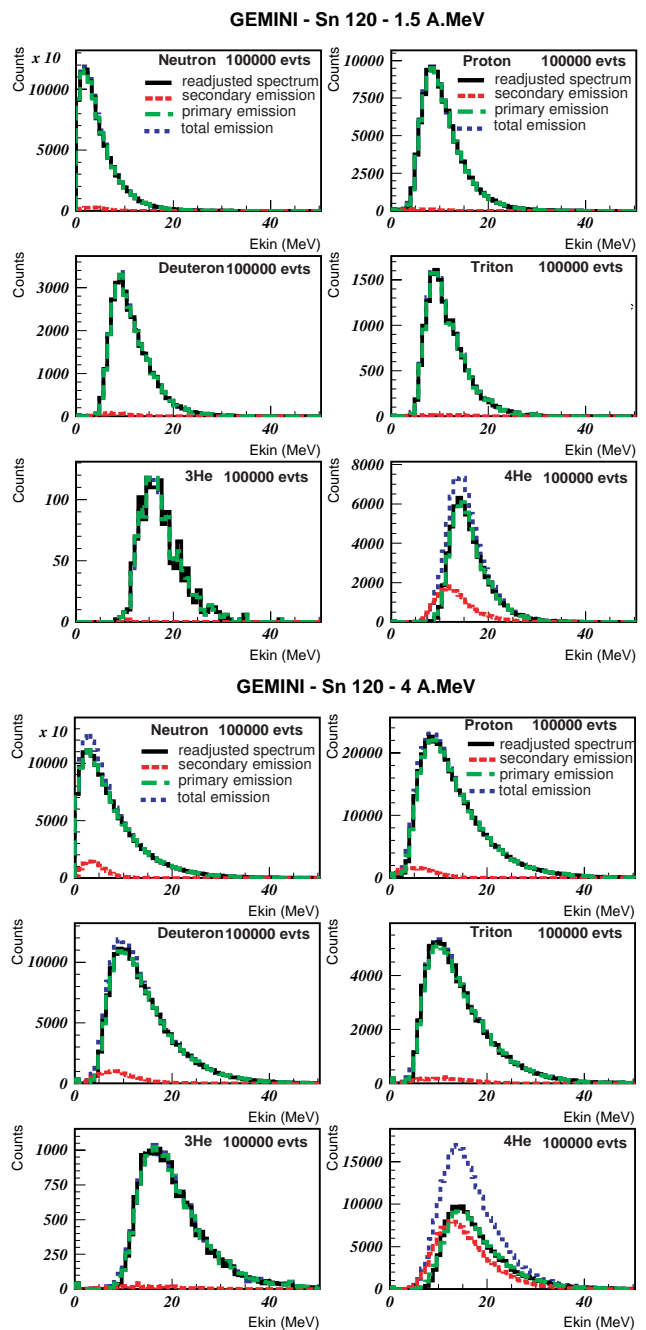 GEMINI - Sn 120 - 1.5 A.MeV
Counts
x 10
Neutron 100000 evts
readjusted spectrum
secondary emission
primary emission
total emission
10000
5000
0
0 20 40
Ekin (MeV)
Counts
Proton 100000 evts
readjusted spectrum
secondary emission
primary emission
total emission
10000
7500
5000
2500
0
0 20 40
Ekin (MeV)
Counts
Deuteron 100000 evts
3000
2000
1000
0
0 20 40
Ekin (MeV)
Counts
Triton 100000 evts
1500
1000
500
0
0 20 40
Ekin (MeV)
Counts
3He 100000 evts
100
50
0
0 20 40
Ekin (MeV)
Counts
4He 100000 evts
8000
6000
4000
2000
0
0 20 40
Ekin (MeV)
GEMINI - Sn 120 - 4 A.MeV
Counts
x 10
Neutron 100000 evts
readjusted spectrum
secondary emission
primary emission
total emission
10000
5000
0
0 20 40
Ekin (MeV)
Counts
Proton 100000 evts
readjusted spectrum
secondary emission
primary emission
total emission
20000
10000
0
0 20 40
Ekin (MeV)
Counts
Deuteron 100000 evts
10000
5000
0
0 20 40
Ekin (MeV)
Counts
Triton 100000 evts
4000
2000
0
0 20 40
Ekin (MeV)
Counts
3He 100000 evts
1000
750
500
250
0
0 20 40
Ekin (MeV)
Counts
4He 100000 evts
15000
10000
5000
0
0 20 40
Ekin (MeV)